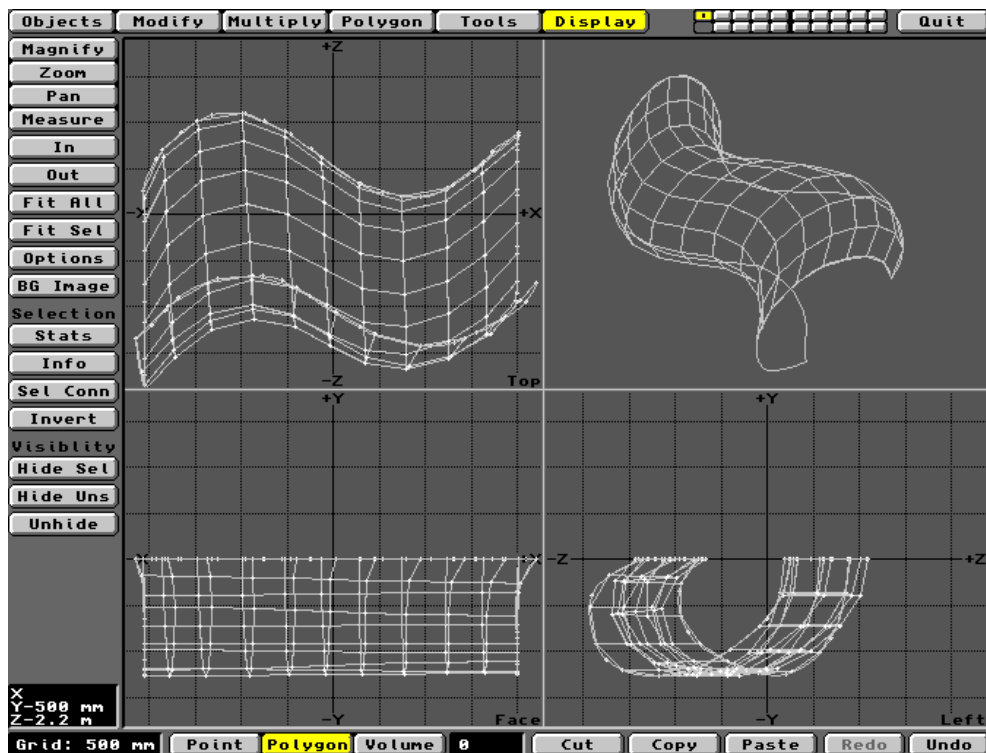 Objects Modify Multiply Polygon Tools Display Quit
Magnify
Zoom
Pan
Measure
In
Out
Fit All
Fit Sel
Options
BG Image
Selection
Stats
Info
Sel Conn
Invert
Visiblity
Hide Sel
Hide Uns
Unhide
+Z
-X
+X
-Z
Top
+Y
-X
+X
-Y
Face
+Y
-Z
+Z
-Y
Left
X
Y-500 mm
Z-2.2 m
Grid: 500 mm Point Polygon Volume 0 Cut Copy Paste Redo Undo